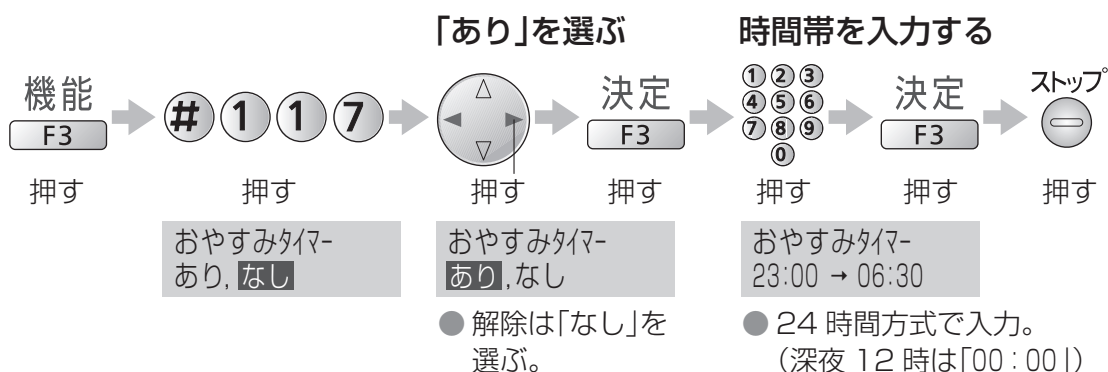 「あり」を選ぶ 時間帯を入力する
機能 F3 押す
# 1 1 7 押す
押す
決定 F3 押す
1 2 3
4 5 6
7 8 9
0
押す
決定 F3 押す
ストップ 押す
おやすみﾀｲﾏｰ
あり, なし
おやすみﾀｲﾏｰ
あり ,なし
● 解除は「なし」を
選ぶ。
おやすみﾀｲﾏｰ
23:00 → 06:30
● 24 時間方式で入力。
(深夜 12 時は「00:00」)